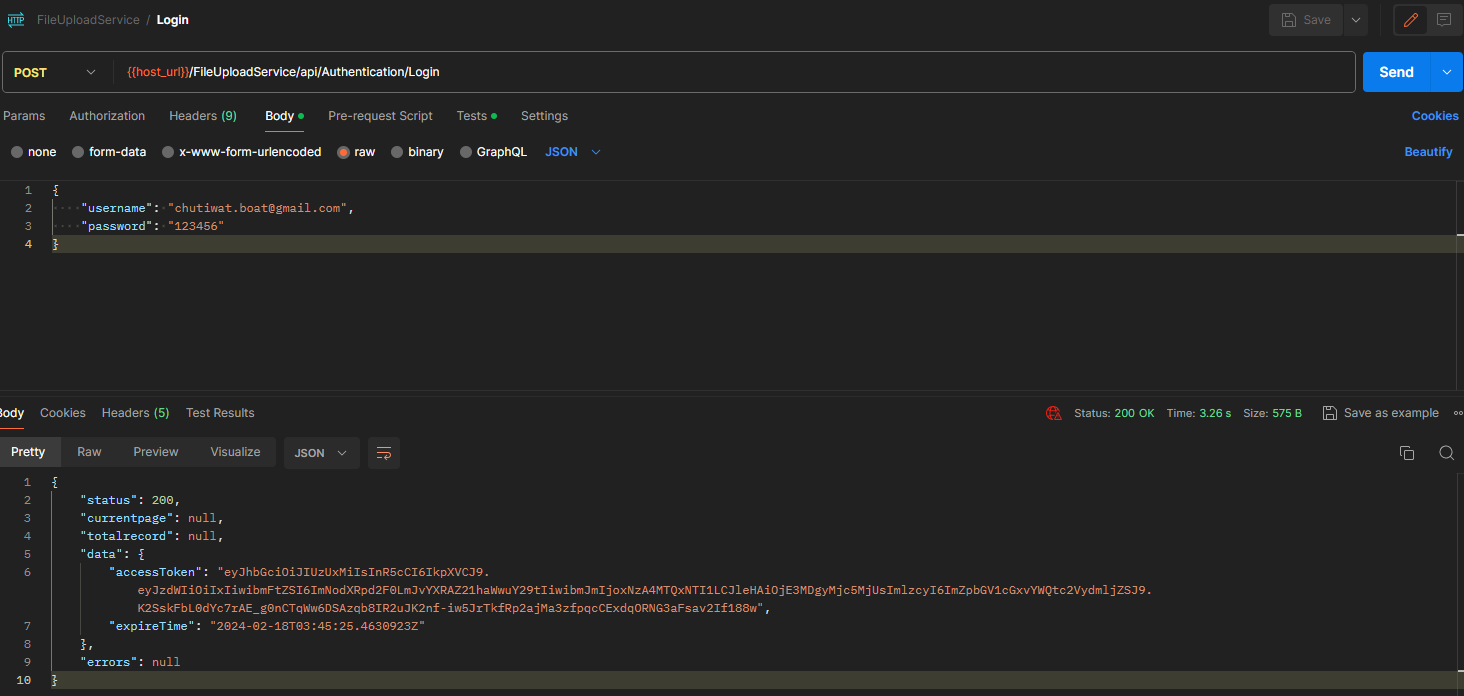 HTTP FileUploadService / Login Save
POST {{host_url}}/FileUploadService/api/Authentication/Login Send
Params Authorization Headers (9) Body Pre-request Script Tests Settings Cookies
none form-data x-www-form-urlencoded raw binary GraphQL JSON Beautify
1 {
2 "username": "chutiwat.boat@gmail.com",
3 "password": "123456"
4 }
Body Cookies Headers (5) Test Results Status: 200 OK Time: 3.26 s Size: 575 B Save as example
Pretty Raw Preview Visualize JSON
1 {
2 "status": 200,
3 "currentpage": null,
4 "totalrecord": null,
5 "data": {
6 "accessToken": "eyJhbGciOiJIUzUxMiIsInR5cCI6IkpXVCJ9.
eyJzdWIiOiIxIiwibmFtZSI6ImNodXRpd2F0LmJvYXRAZ21haWwuY29tIiwibmJmIjoxNzA4MTQxNTI1LCJleHAiOjE3MDgyMjc5MjUsImlzcyI6ImZpbGV1cGxvYWQtc2VydmljZSJ9.
K2SskFbL0dYc7rAE_g0nCTqWw6DSAzqb8IR2uJK2nf-iw5JrTkfRp2ajMa3zfpqcCExdqORNG3aFsav2If188w",
7 "expireTime": "2024-02-18T03:45:25.4630923Z"
8 },
9 "errors": null
10 }